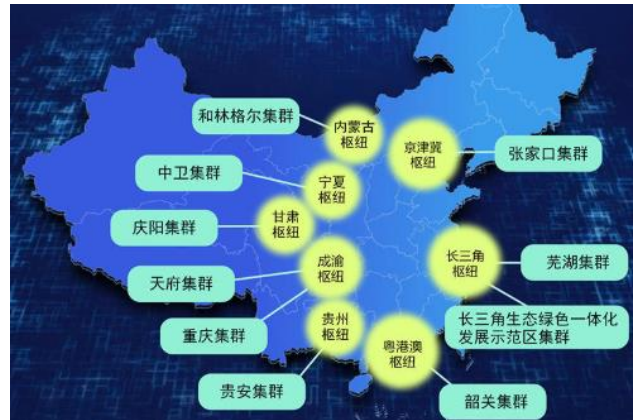 和林格尔集群
内蒙古
枢纽
京津冀
枢纽
张家口集群
中卫集群
宁夏
枢纽
庆阳集群
甘肃
枢纽
天府集群
成渝
枢纽
长三角
枢纽
芜湖集群
重庆集群
贵州
枢纽
粤港澳
枢纽
长三角生态绿色一体化
发展示范区集群
贵安集群
韶关集群